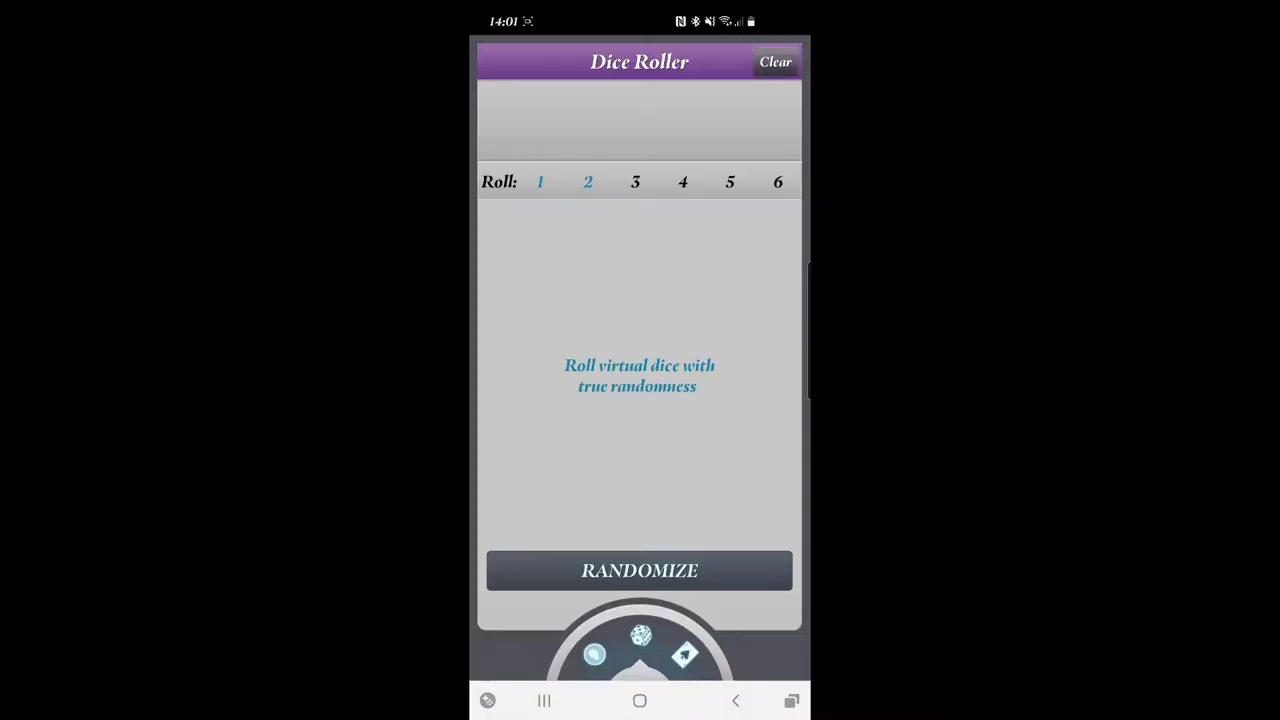 14:01
Dice Roller
Clear
Roll: 1 2 3 4 5 6
Roll virtual dice with
true randomness
RANDOMIZE